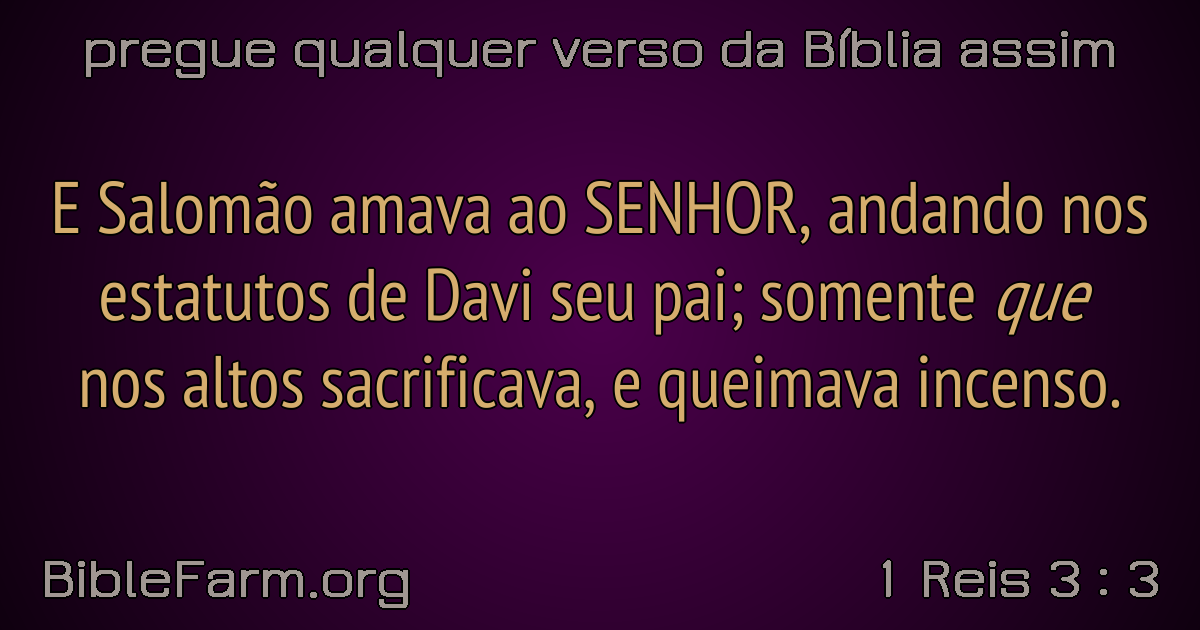 pregue qualquer verso da Bíblia assim
E Salomão amava ao SENHOR, andando nos
estatutos de Davi seu pai; somente que
nos altos sacrificava, e queimava incenso.
BibleFarm.org
1 Reis 3 : 3